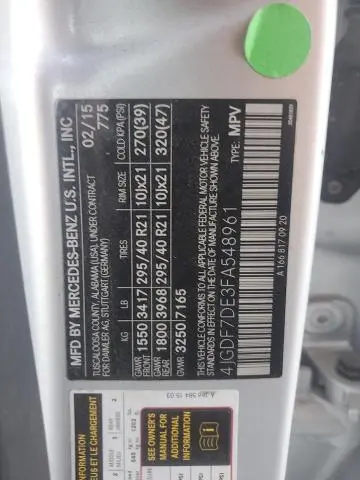 MFD BY MERCEDES-BENZ U.S. INTL., INC
TUSCALOOSA COUNTY, ALABAMA (USA), UNDER CONTRACT
FOR DAIMLER AG, STUTTGART (GERMANY)
02/15
775
KG LB TIRES RIM SIZE COLD KPA(PSI)
GAWR FRONT 1550 3417 295/40 R21 10Jx21 270(39)
GAWR REAR 1800 3968 295/40 R21 10Jx21 320(47)
GVWR 3250 7165
THIS VEHICLE CONFORMS TO ALL APPLICABLE FEDERAL MOTOR VEHICLE SAFETY
STANDARDS IN EFFECT ON THE DATE OF MANUFACTURE SHOWN ABOVE.
4JGDF7DE3FA548961
TYPE: MPV
A 166 817 09 20
SEE OWNER'S
MANUAL FOR
ADDITIONAL
INFORMATION